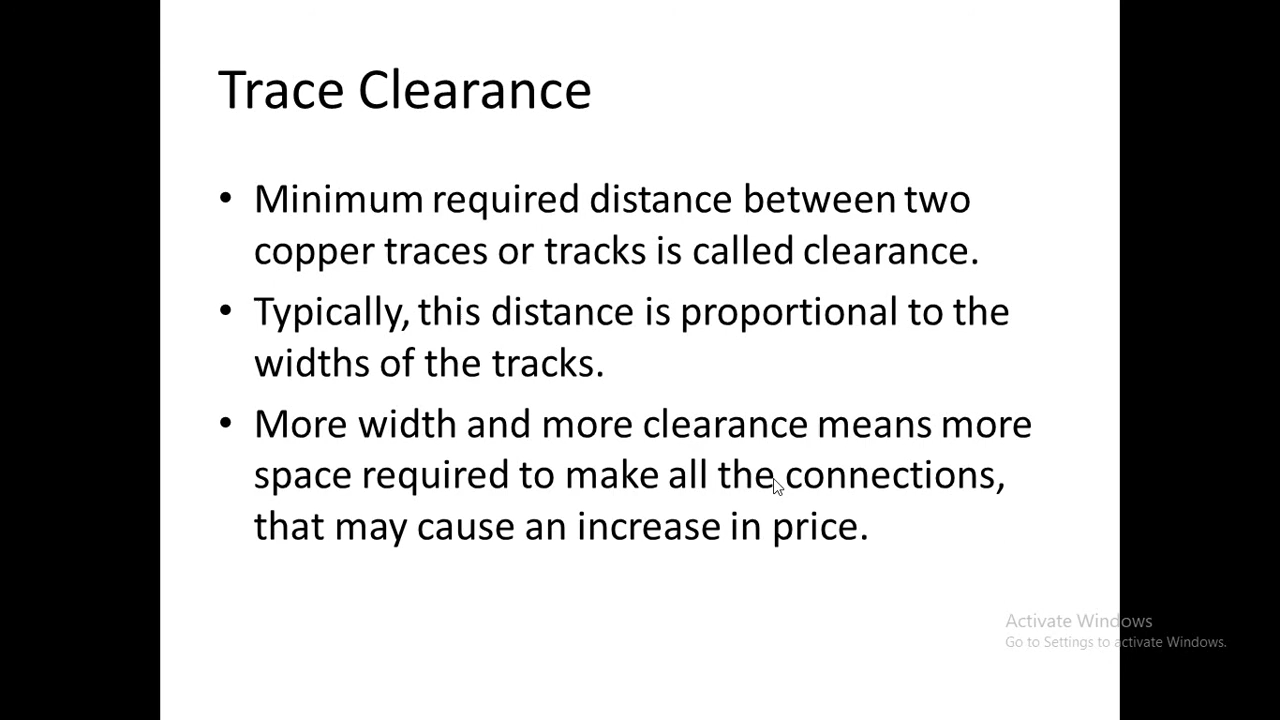 Trace Clearance
• Minimum required distance between two
copper traces or tracks is called clearance.
• Typically, this distance is proportional to the
widths of the tracks.
• More width and more clearance means more
space required to make all the connections,
that may cause an increase in price.
Activate Windows
Go to Settings to activate Windows.